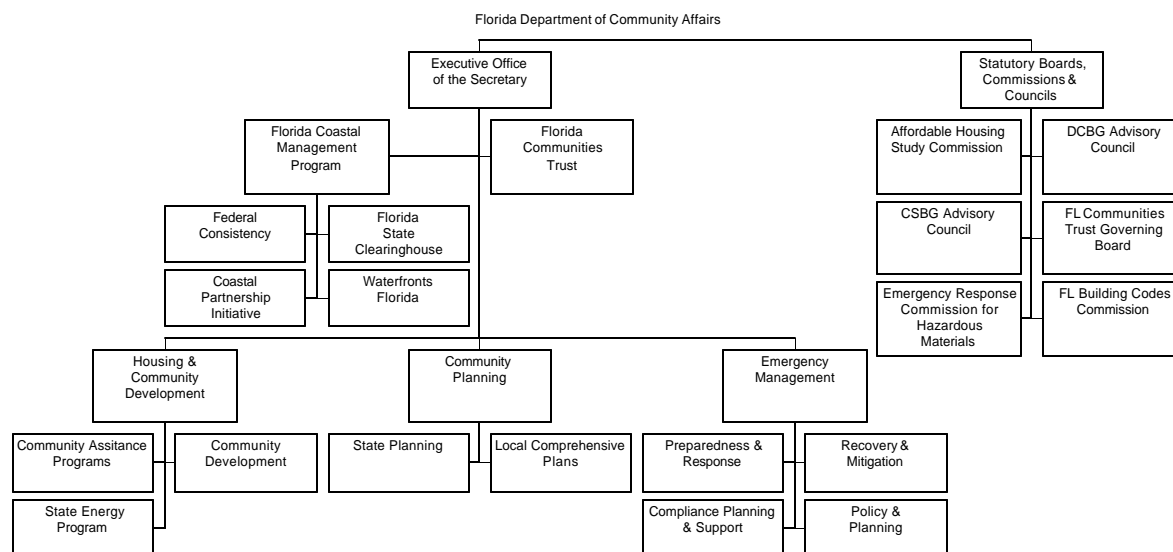 Florida Department of Community Affairs
Executive Office
of the Secretary
Statutory Boards,
Commissions &
Councils
Florida Coastal
Management
Program
Florida
Communities
Trust
Affordable Housing
Study Commission
DCBG Advisory
Council
Federal
Consistency
Florida
State
Clearinghouse
CSBG Advisory
Council
FL Communities
Trust Governing
Board
Coastal
Partnership
Initiative
Waterfronts
Florida
Emergency Response
Commission for
Hazardous
Materials
FL Building Codes
Commission
Housing &
Community
Development
Community
Planning
Emergency
Management
Community Assitance
Programs
Community
Development
State Planning
Local Comprehensive
Plans
Preparedness &
Response
Recovery &
Mitigation
State Energy
Program
Compliance Planning
& Support
Policy &
Planning